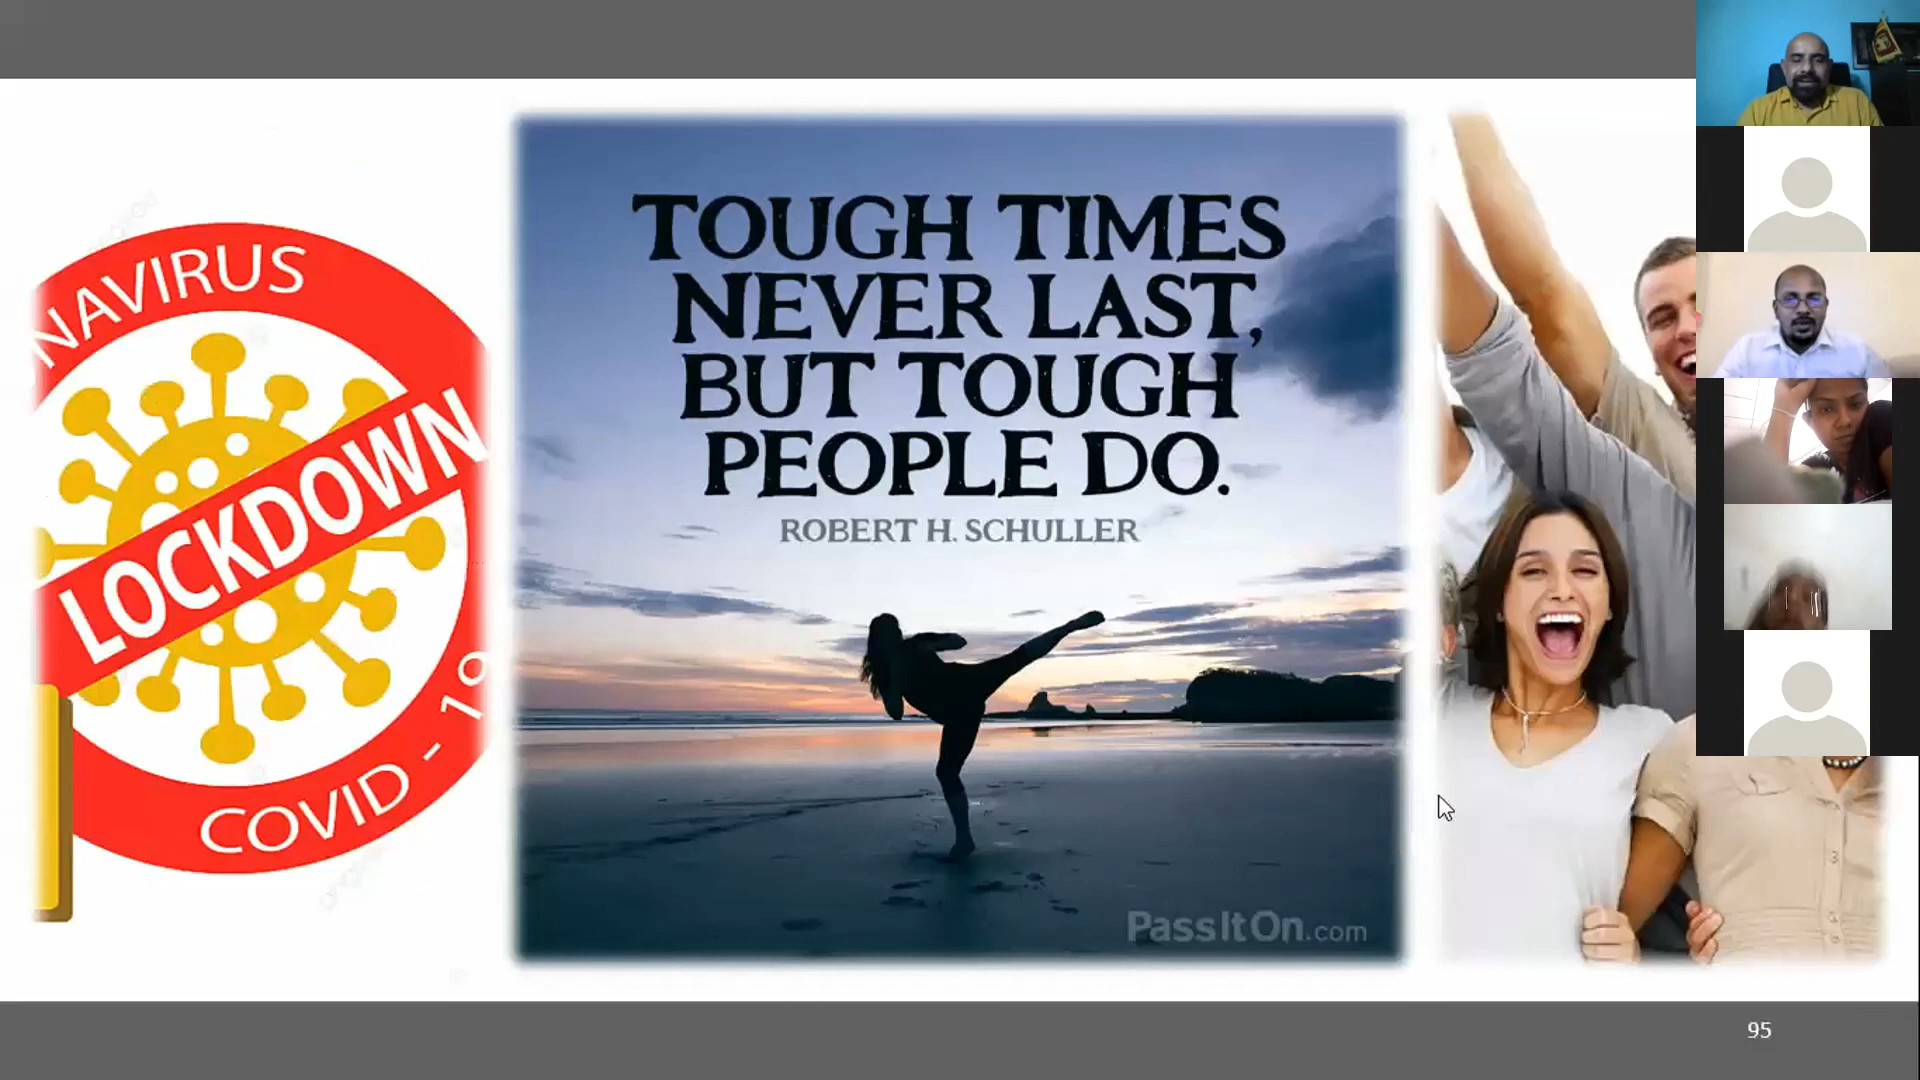 NAVIRUS
LOCKDOWN
COVID - 19
TOUGH TIMES
NEVER LAST,
BUT TOUGH
PEOPLE DO.
ROBERT H. SCHULLER
PassItOn.com
95